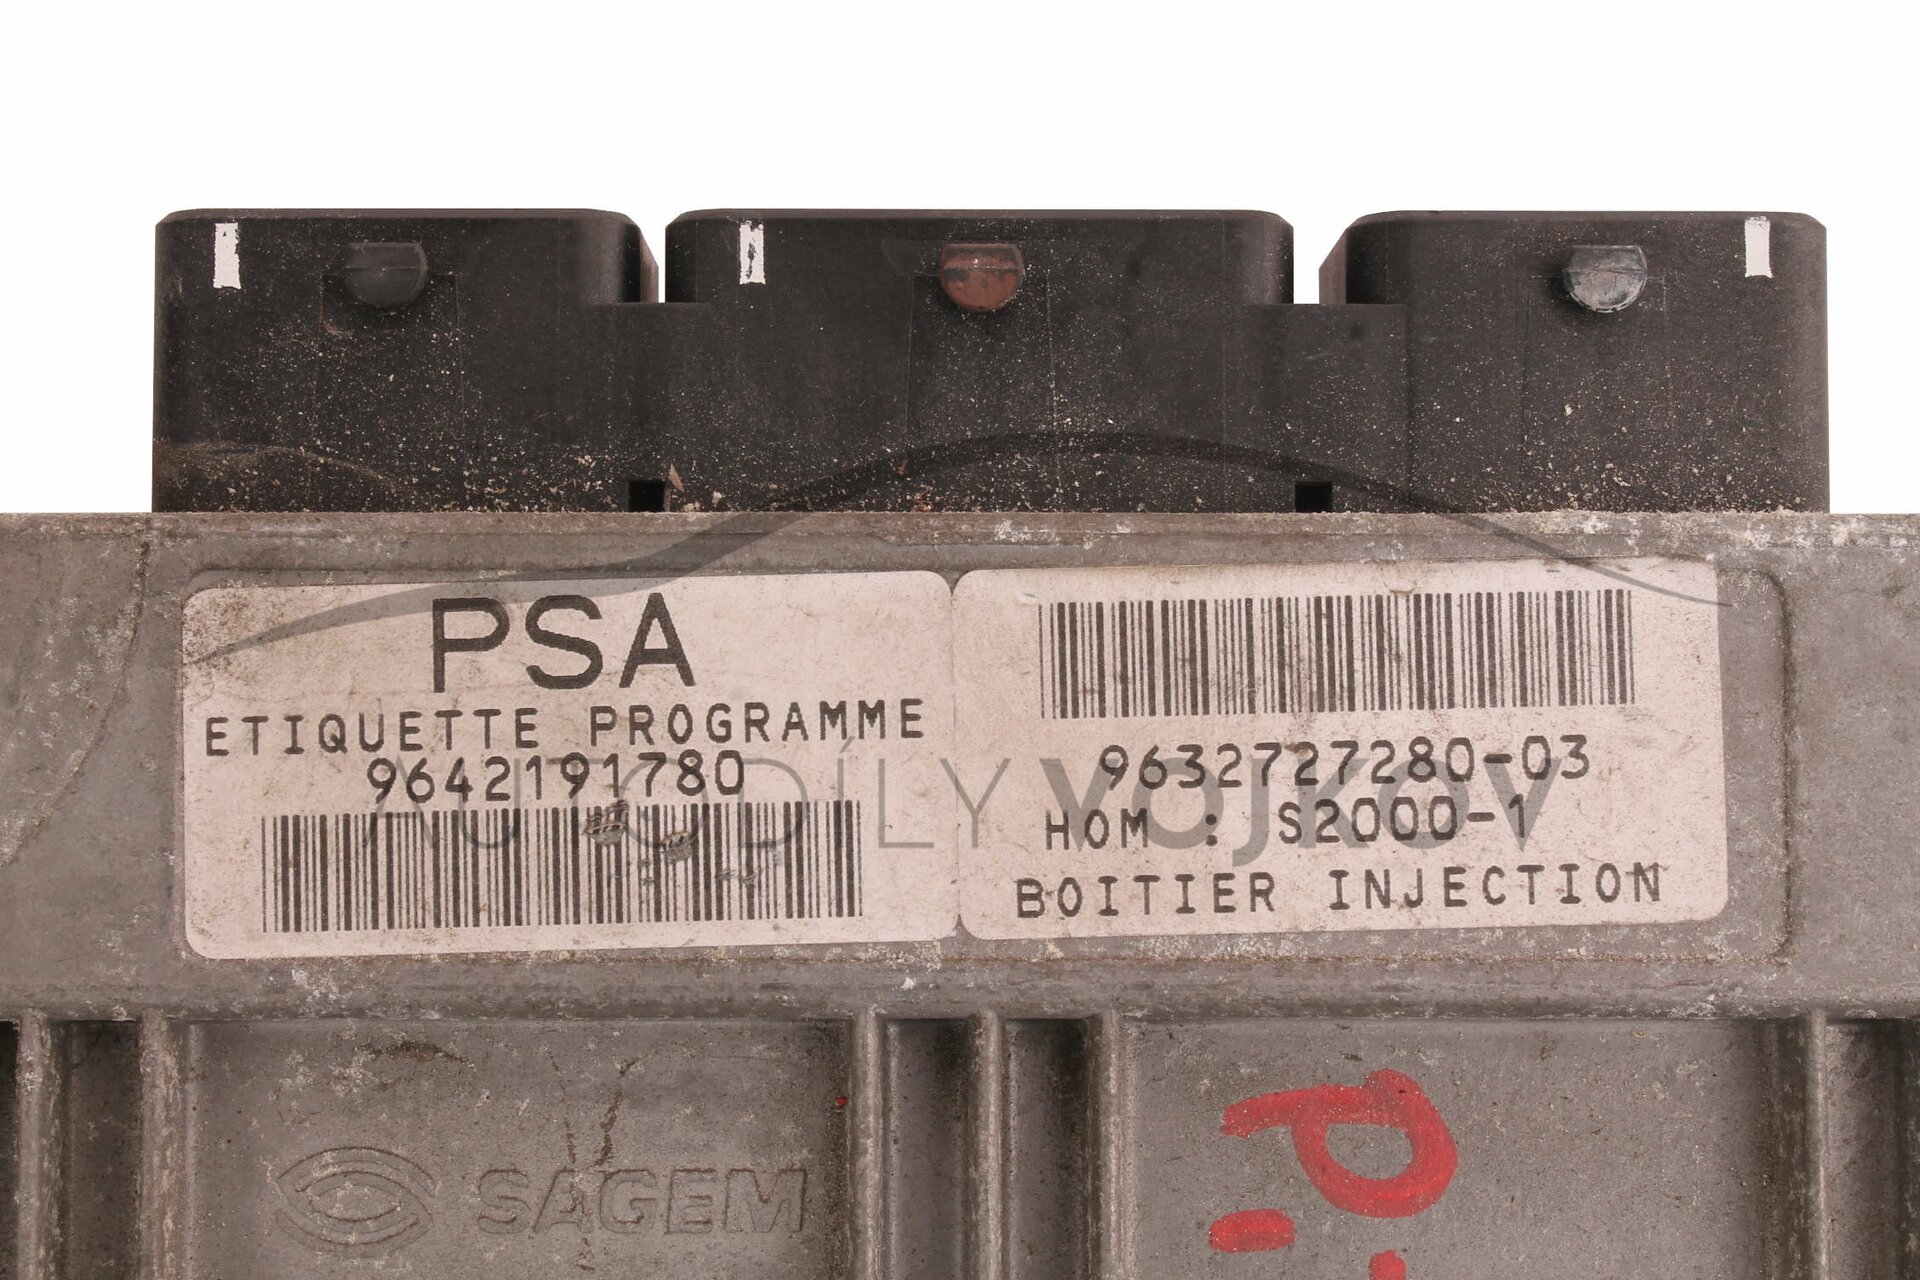 PSA
ETIQUETTE PROGRAMME
9642191780
9632727280-03
HOM : S2000-1
BOITIER INJECTION
AUTODÍLY VOJKOV
SAGEM